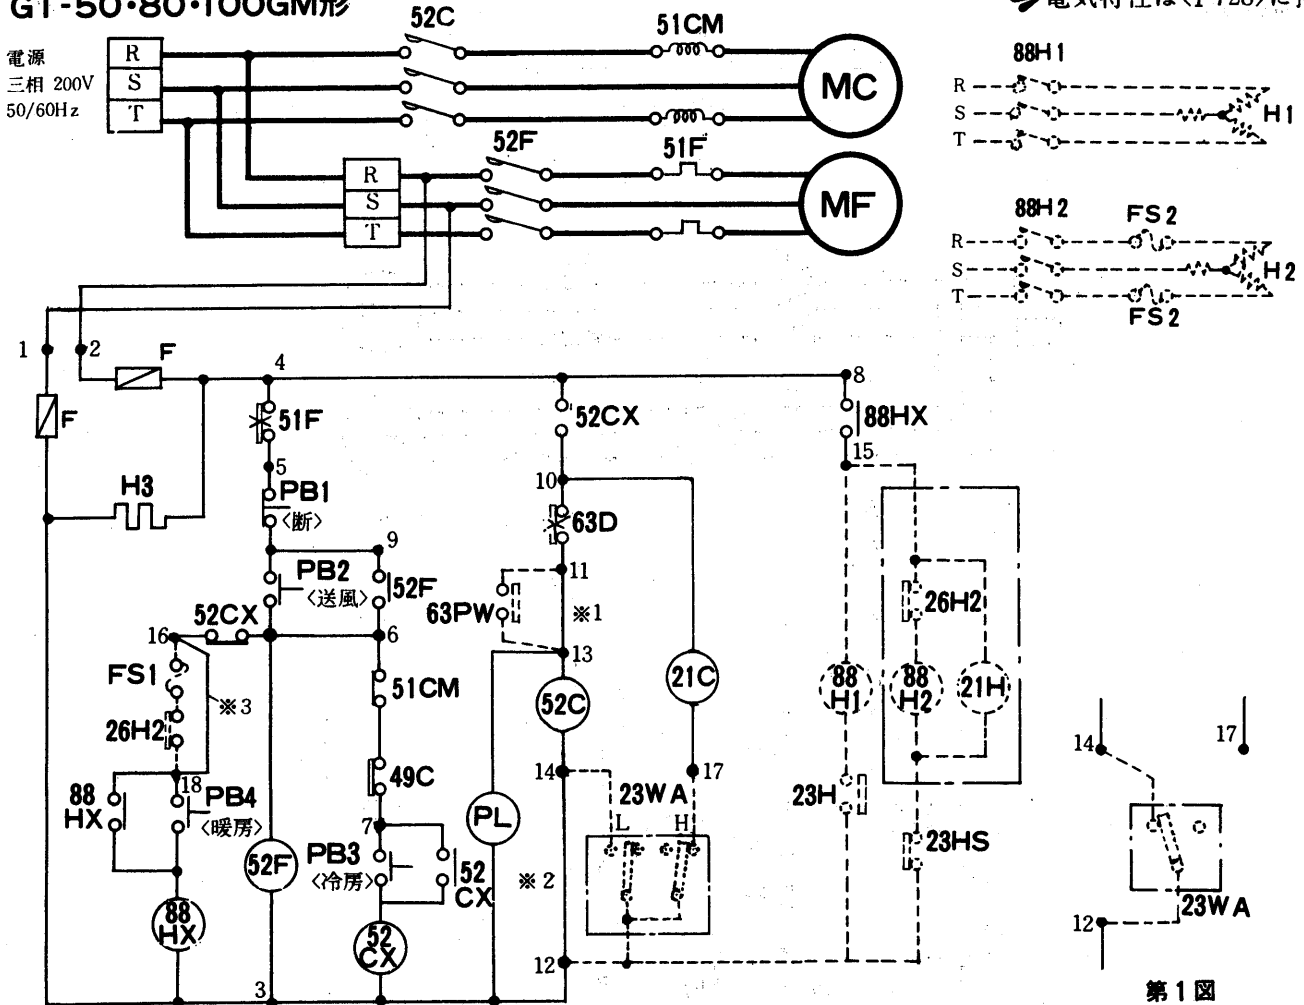 GT-50・80・100GM形
電気特性は
電源
三相 200V
50/60Hz
R
S
T
52C
51CM
MC
R
S
T
52F
51F
MF
88H1
R
S
T
H1
88H2
FS2
R
S
T
H2
FS2
1
2
F
F
4
8
51F
52CX
88HX
15
5
10
H3
PB1
〈断〉
63D
9
11
PB2
〈送風〉
52F
63PW
※1
26H2
52CX
16
6
13
FS1
※3
51CM
21C
52C
88
H1
88
H2
21H
26H2
14
17
14
17
18
49C
88
HX
PB4
〈暖房〉
23WA
L
H
23H
PL
7
52F
PB3
〈冷房〉
52
CX
※2
23HS
88
HX
52
CX
23WA
12
12
3
第1図